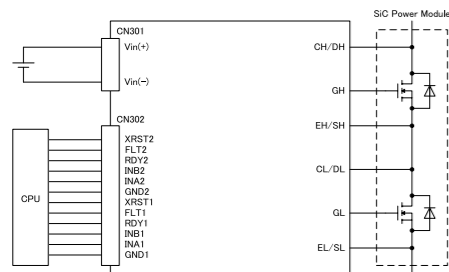 SiC Power Module
CN301
Vin(+)
Vin(−)
CN302
XRST2
FLT2
RDY2
INB2
INA2
GND2
XRST1
FLT1
RDY1
INB1
INA1
GND1
CPU
CH/DH
GH
EH/SH
CL/DL
GL
EL/SL